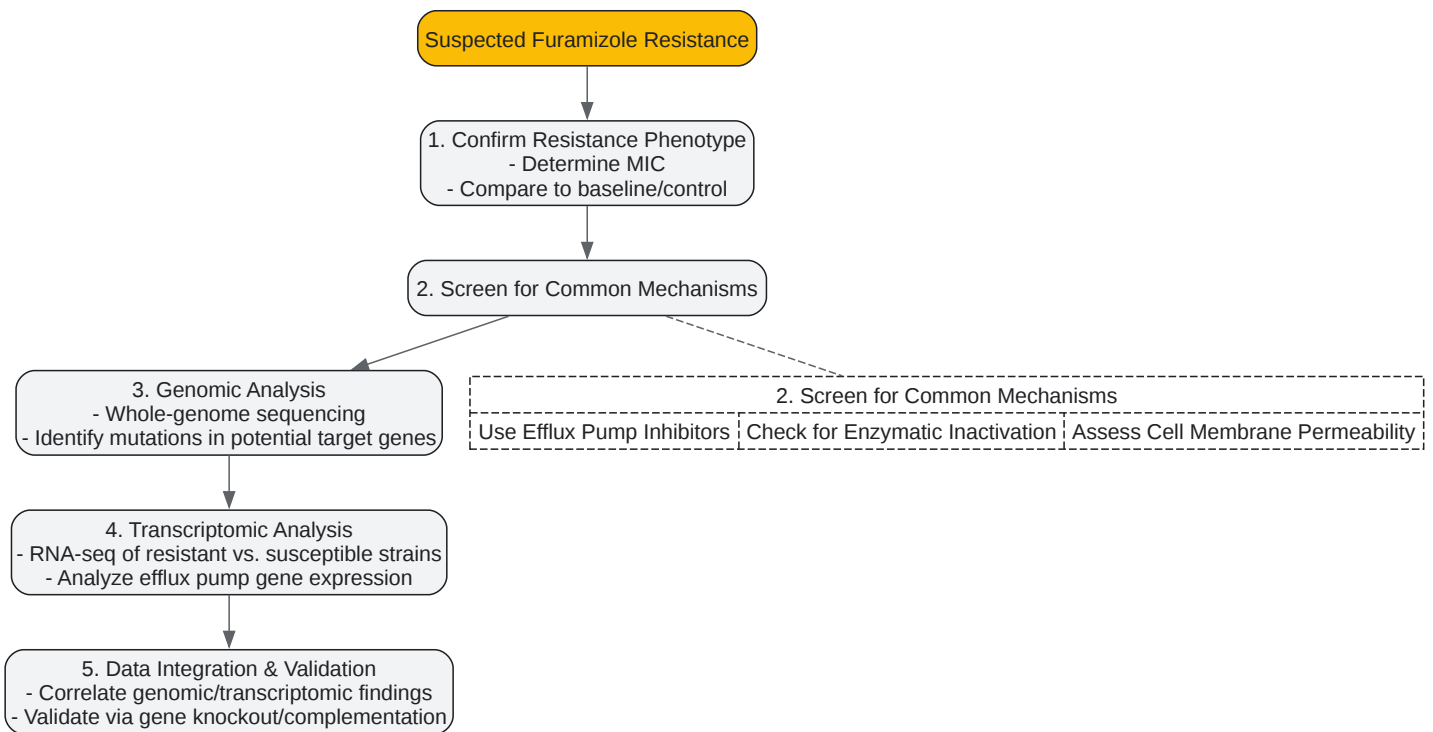 Suspected Furamizole Resistance
1. Confirm Resistance Phenotype
- Determine MIC
- Compare to baseline/control
2. Screen for Common Mechanisms
3. Genomic Analysis
- Whole-genome sequencing
- Identify mutations in potential target genes
2. Screen for Common Mechanisms
Use Efflux Pump Inhibitors
Check for Enzymatic Inactivation
Assess Cell Membrane Permeability
4. Transcriptomic Analysis
- RNA-seq of resistant vs. susceptible strains
- Analyze efflux pump gene expression
5. Data Integration & Validation
- Correlate genomic/transcriptomic findings
- Validate via gene knockout/complementation